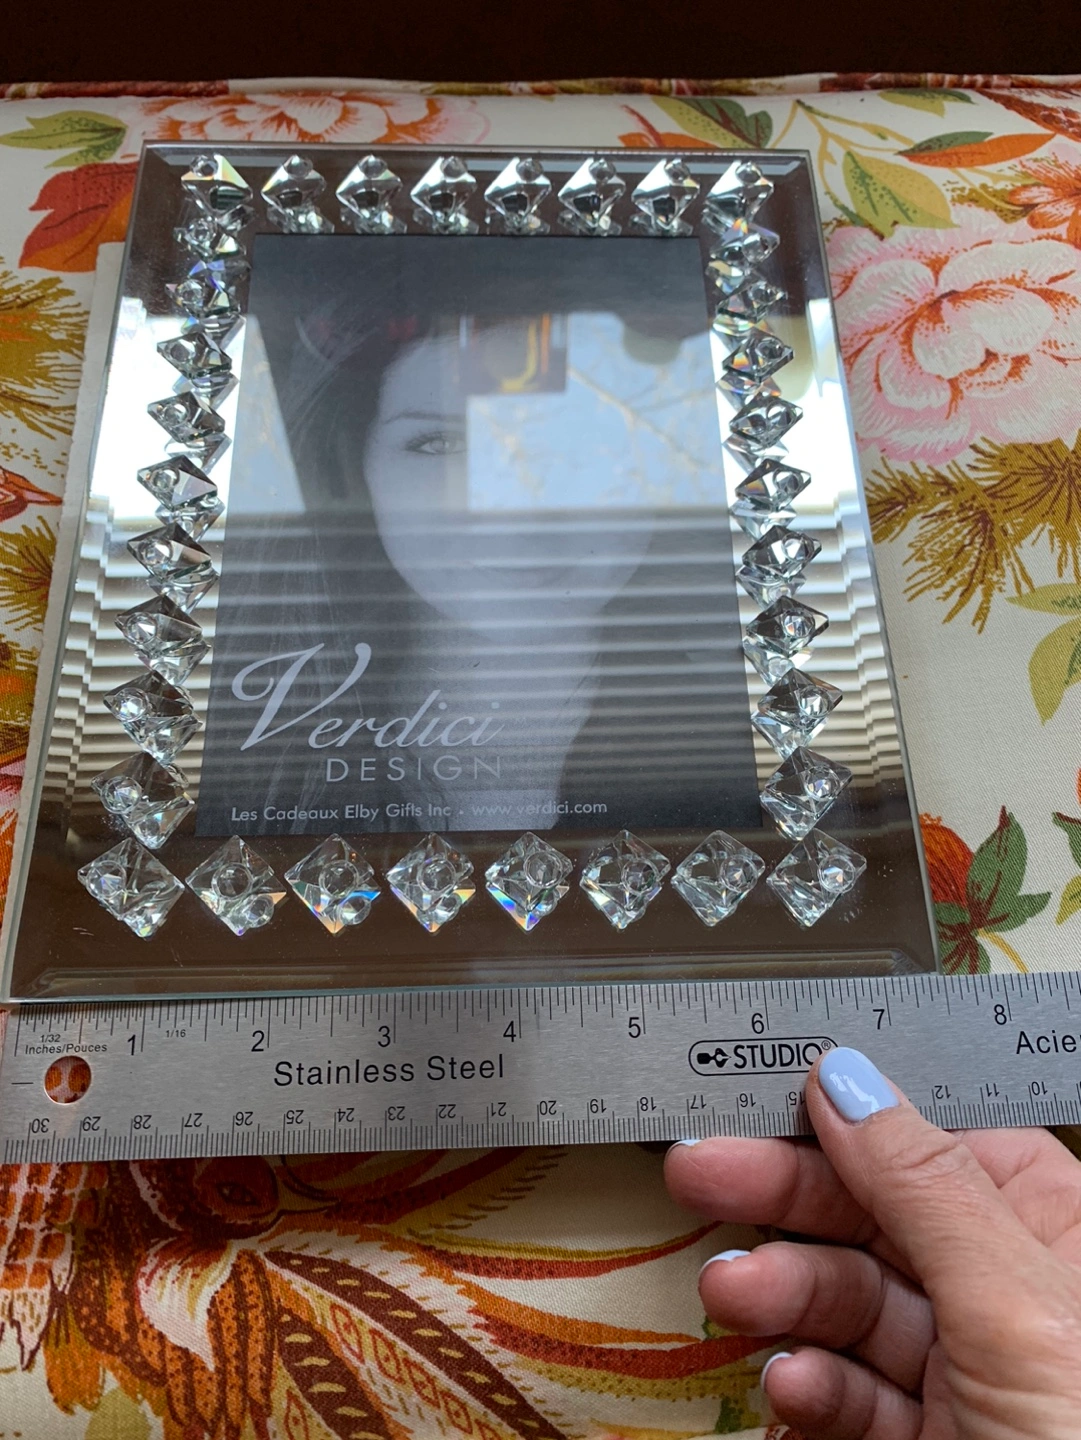 Verdici
DESIGN
Les Cadeaux Elby Gifts Inc . www.verdici.com
1 2 3 4 5 6 7 8
1/32 1/16
Inches/Pouces
Stainless Steel
STUDIO®
Acie
30 29 28 27 26 25 24 23 22 21 20 19 18 17 16 15 12 11 10